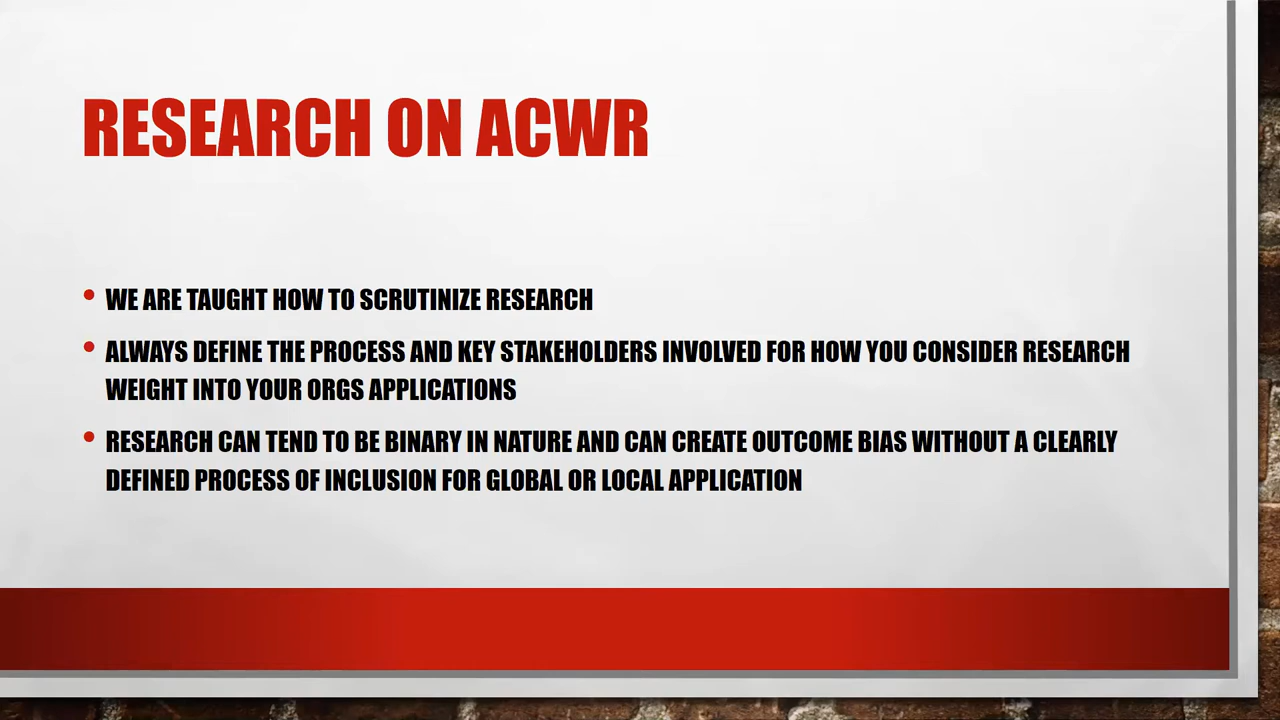 RESEARCH ON ACWR
• WE ARE TAUGHT HOW TO SCRUTINIZE RESEARCH
• ALWAYS DEFINE THE PROCESS AND KEY STAKEHOLDERS INVOLVED FOR HOW YOU CONSIDER RESEARCH
WEIGHT INTO YOUR ORGS APPLICATIONS
• RESEARCH CAN TEND TO BE BINARY IN NATURE AND CAN CREATE OUTCOME BIAS WITHOUT A CLEARLY
DEFINED PROCESS OF INCLUSION FOR GLOBAL OR LOCAL APPLICATION